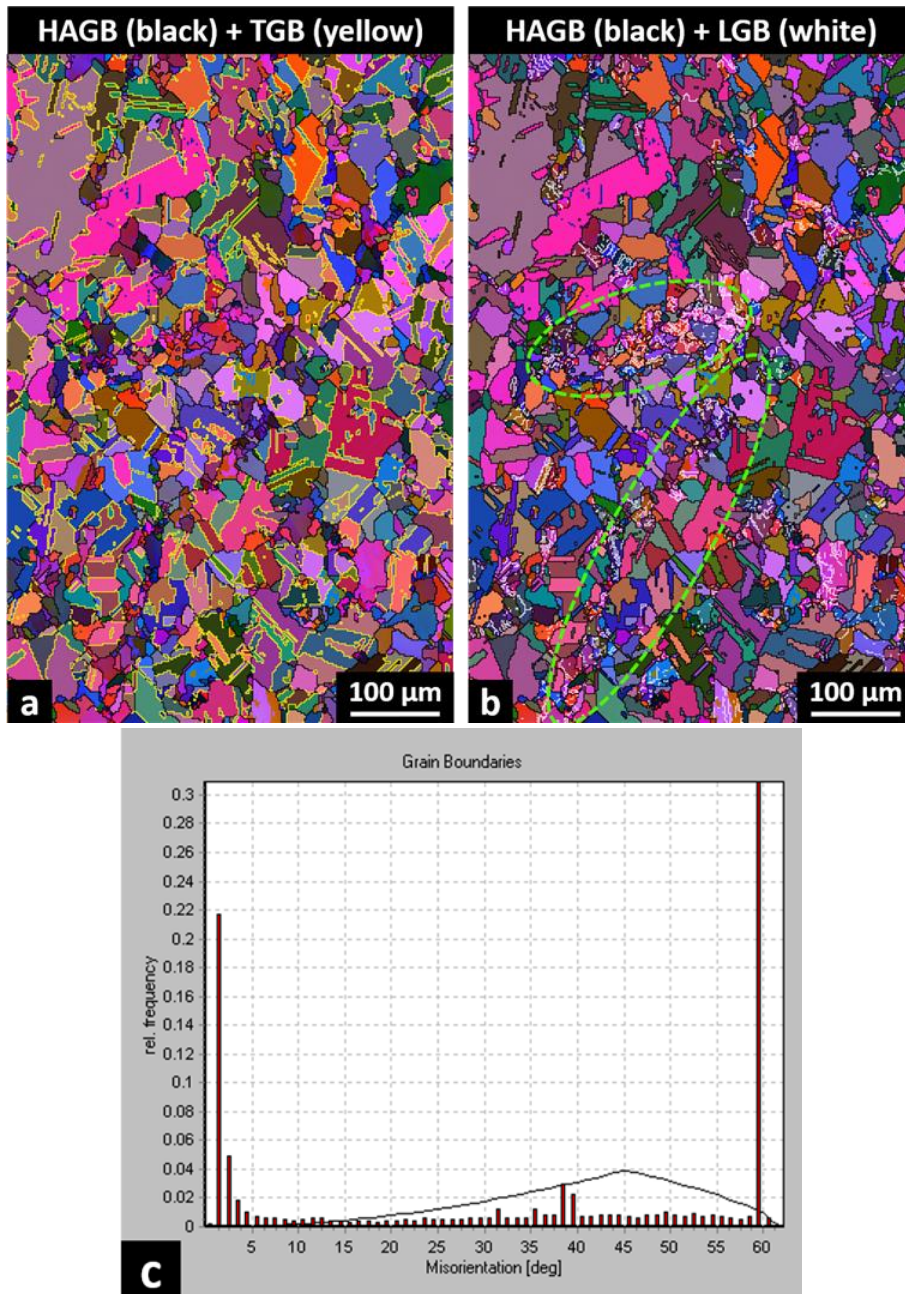 HAGB (black) + TGB (yellow)
HAGB (black) + LGB (white)
a
100 µm
b
100 µm
Grain Boundaries
rel. frequency
0.3
0.28
0.26
0.24
0.22
0.2
0.18
0.16
0.14
0.12
0.1
0.08
0.06
0.04
0.02
0
5 10 15 20 25 30 35 40 45 50 55 60
Misorientation [deg]
c